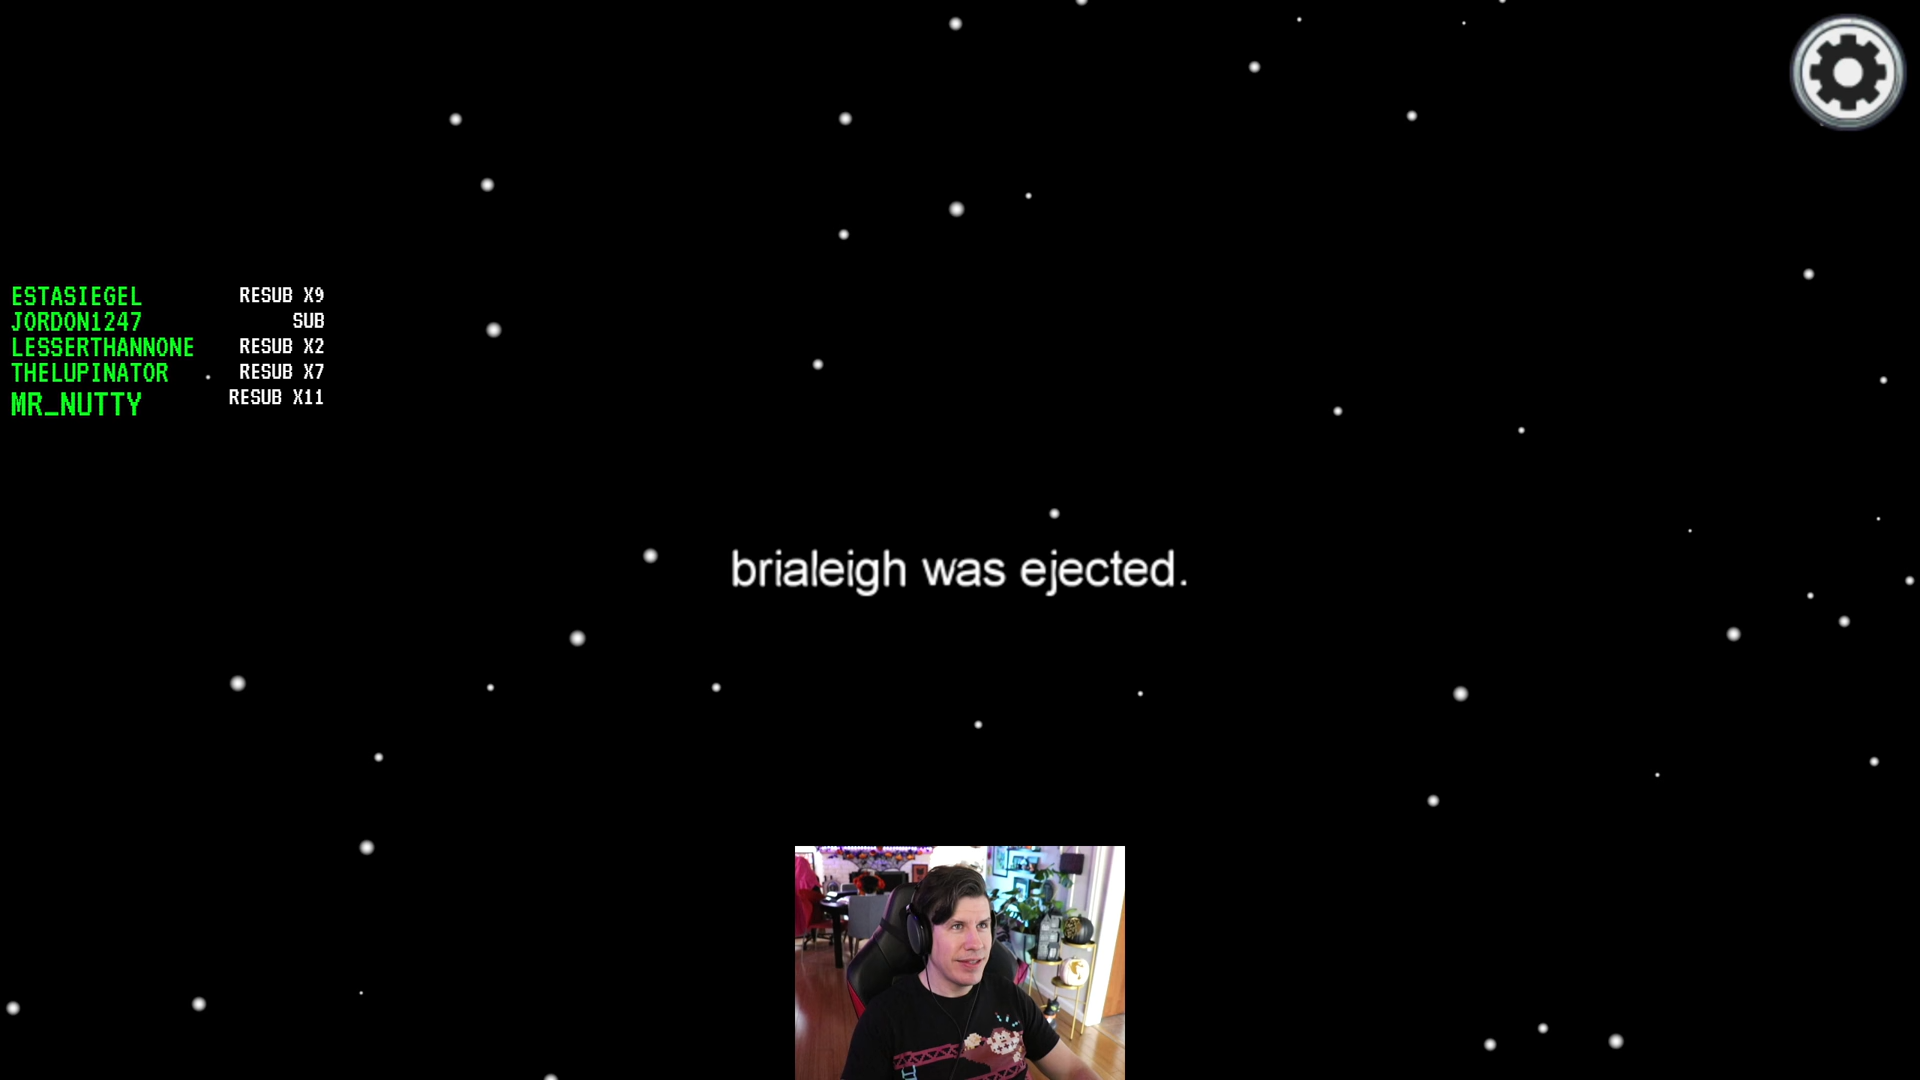 ESTASIEGEL RESUB X9
JORDON1247 SUB
LESSERTHANNONE RESUB X2
THELUPINATOR RESUB X7
MR_NUTTY RESUB X11
brialeigh was ejected.